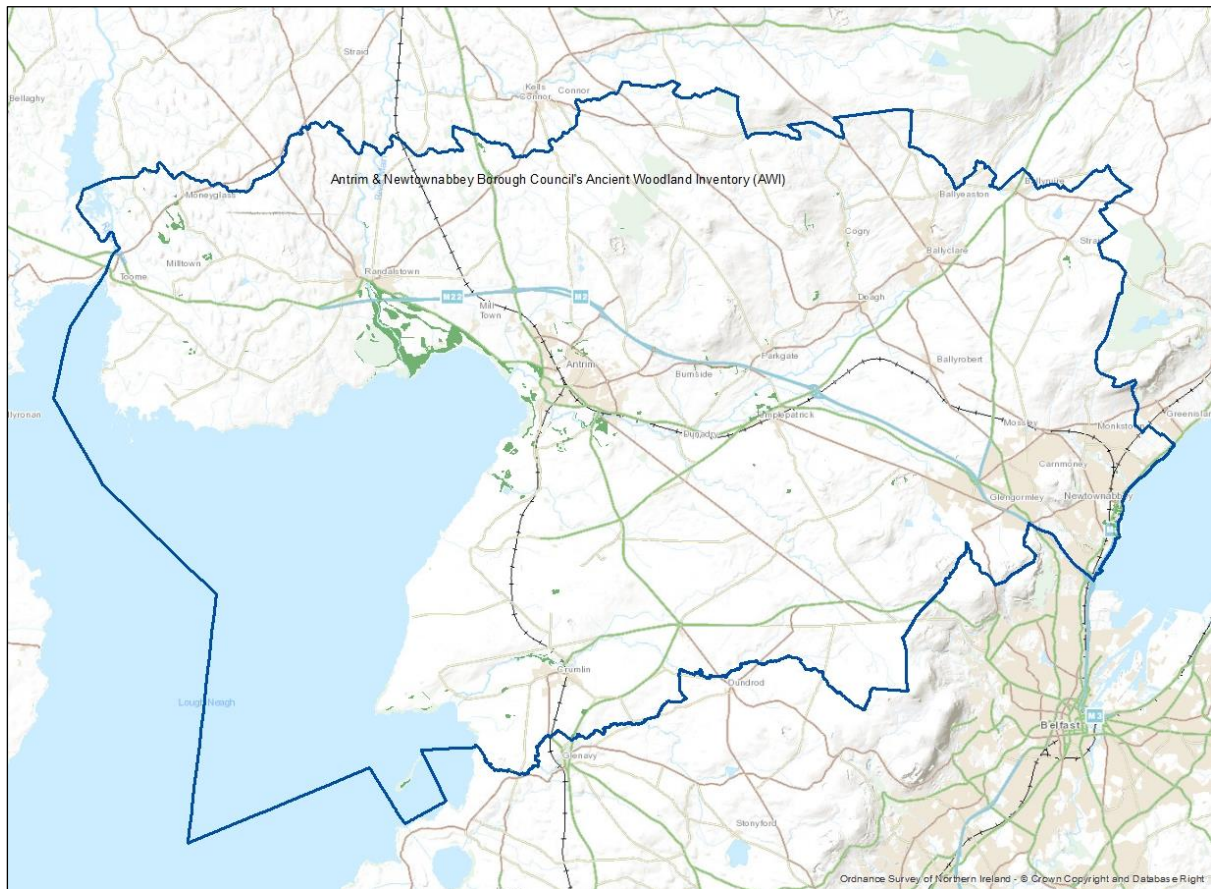 Straid
Bellaghy
Kells
Connor
Connor
Antrim & Newtownabbey Borough Council's Ancient Woodland Inventory (AWI)
Moneyglass
Ballynure
Ballyeaston
Cogry
Ballyclare
Milltown
Toome
Randalstown
M22
M2
Mill
Town
Doagh
Parkgate
Ballyrobert
Antrim
Burnside
Templepatrick
Dunadry
Mossley
Monkstown
Greenisland
Carnmoney
Glengormley
Newtownabbey
Crumlin
Dundrod
Lough Neagh
Glenavy
Belfast
M3
Stonyford
Ordnance Survey of Northern Ireland - © Crown Copyright and Database Right